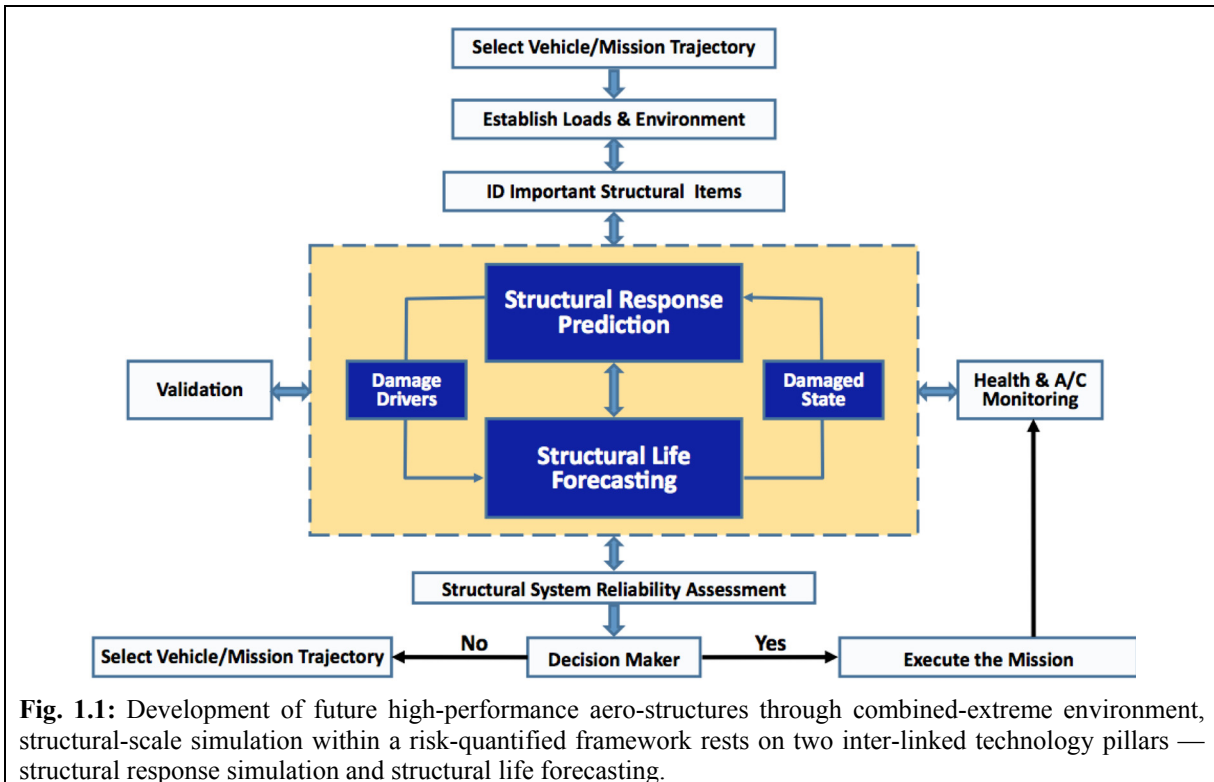 Select Vehicle/Mission Trajectory
Establish Loads & Environment
ID Important Structural Items
Structural Response
Prediction
Validation
Damage
Drivers
Damaged
State
Health & A/C
Monitoring
Structural Life
Forecasting
Structural System Reliability Assessment
Select Vehicle/Mission Trajectory
No
Decision Maker
Yes
Execute the Mission
Fig. 1.1: Development of future high-performance aero-structures through combined-extreme environment,
structural-scale simulation within a risk-quantified framework rests on two inter-linked technology pillars —
structural response simulation and structural life forecasting.